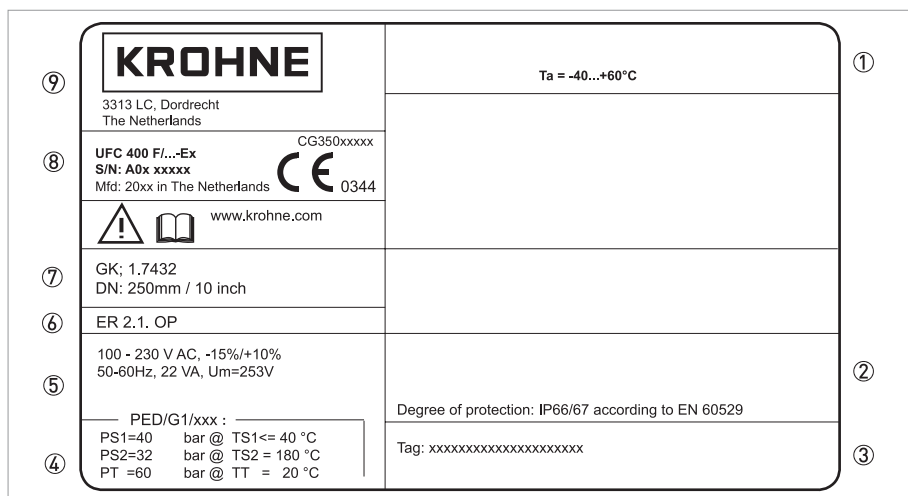 KROHNE
3313 LC, Dordrecht
The Netherlands
UFC 400 F/...-Ex
S/N: A0x xxxxx
Mfd: 20xx in The Netherlands
CG350xxxxx
CE 0344
www.krohne.com
GK; 1.7432
DN: 250mm / 10 inch
ER 2.1. OP
100 - 230 V AC, -15%/+10%
50-60Hz, 22 VA, Um=253V
PED/G1/xxx :
PS1=40 bar @ TS1<= 40 °C
PS2=32 bar @ TS2 = 180 °C
PT =60 bar @ TT = 20 °C
Ta = -40...+60°C
Degree of protection: IP66/67 according to EN 60529
Tag: xxxxxxxxxxxxxxxxxxxxx
⑨
⑧
⑦
⑥
⑤
④
①
②
③